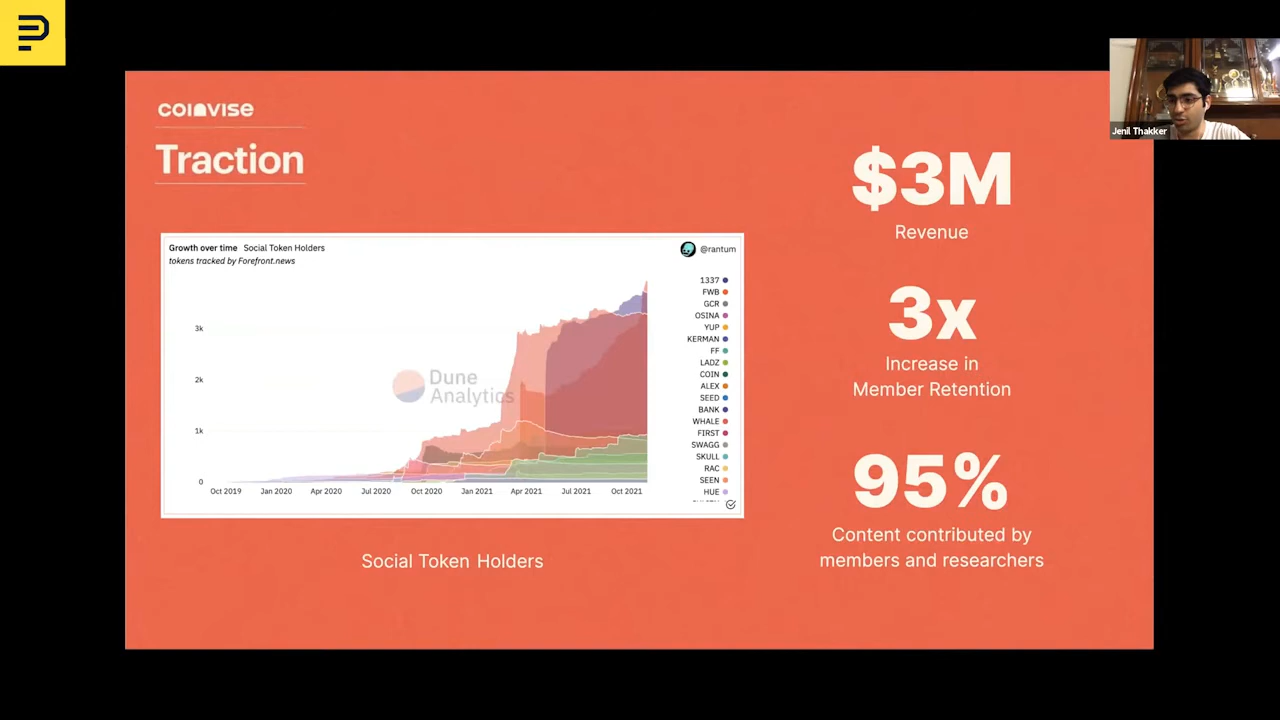 coinvise
Traction
Growth over time Social Token Holders
tokens tracked by Forefront.news
@rantum
3k
2k
1k
0
Oct 2019 Jan 2020 Apr 2020 Jul 2020 Oct 2020 Jan 2021 Apr 2021 Jul 2021 Oct 2021
Dune
Analytics
1337
FWB
GCR
OSINA
YUP
KERMAN
FF
LADZ
COIN
ALEX
SEED
BANK
WHALE
FIRST
SWAGG
SKULL
RAC
SEEN
HUE
Social Token Holders
$3M
Revenue
3x
Increase in
Member Retention
95%
Content contributed by
members and researchers
Jenil Thakker